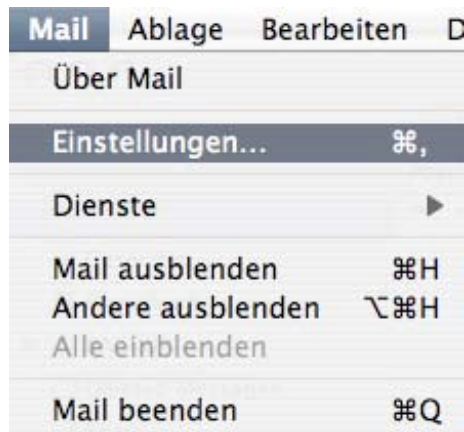 Mail Ablage Bearbeiten D
Über Mail
Einstellungen... ⌘,
Dienste ▶
Mail ausblenden ⌘H
Andere ausblenden ⌥⌘H
Alle einblenden
Mail beenden ⌘Q